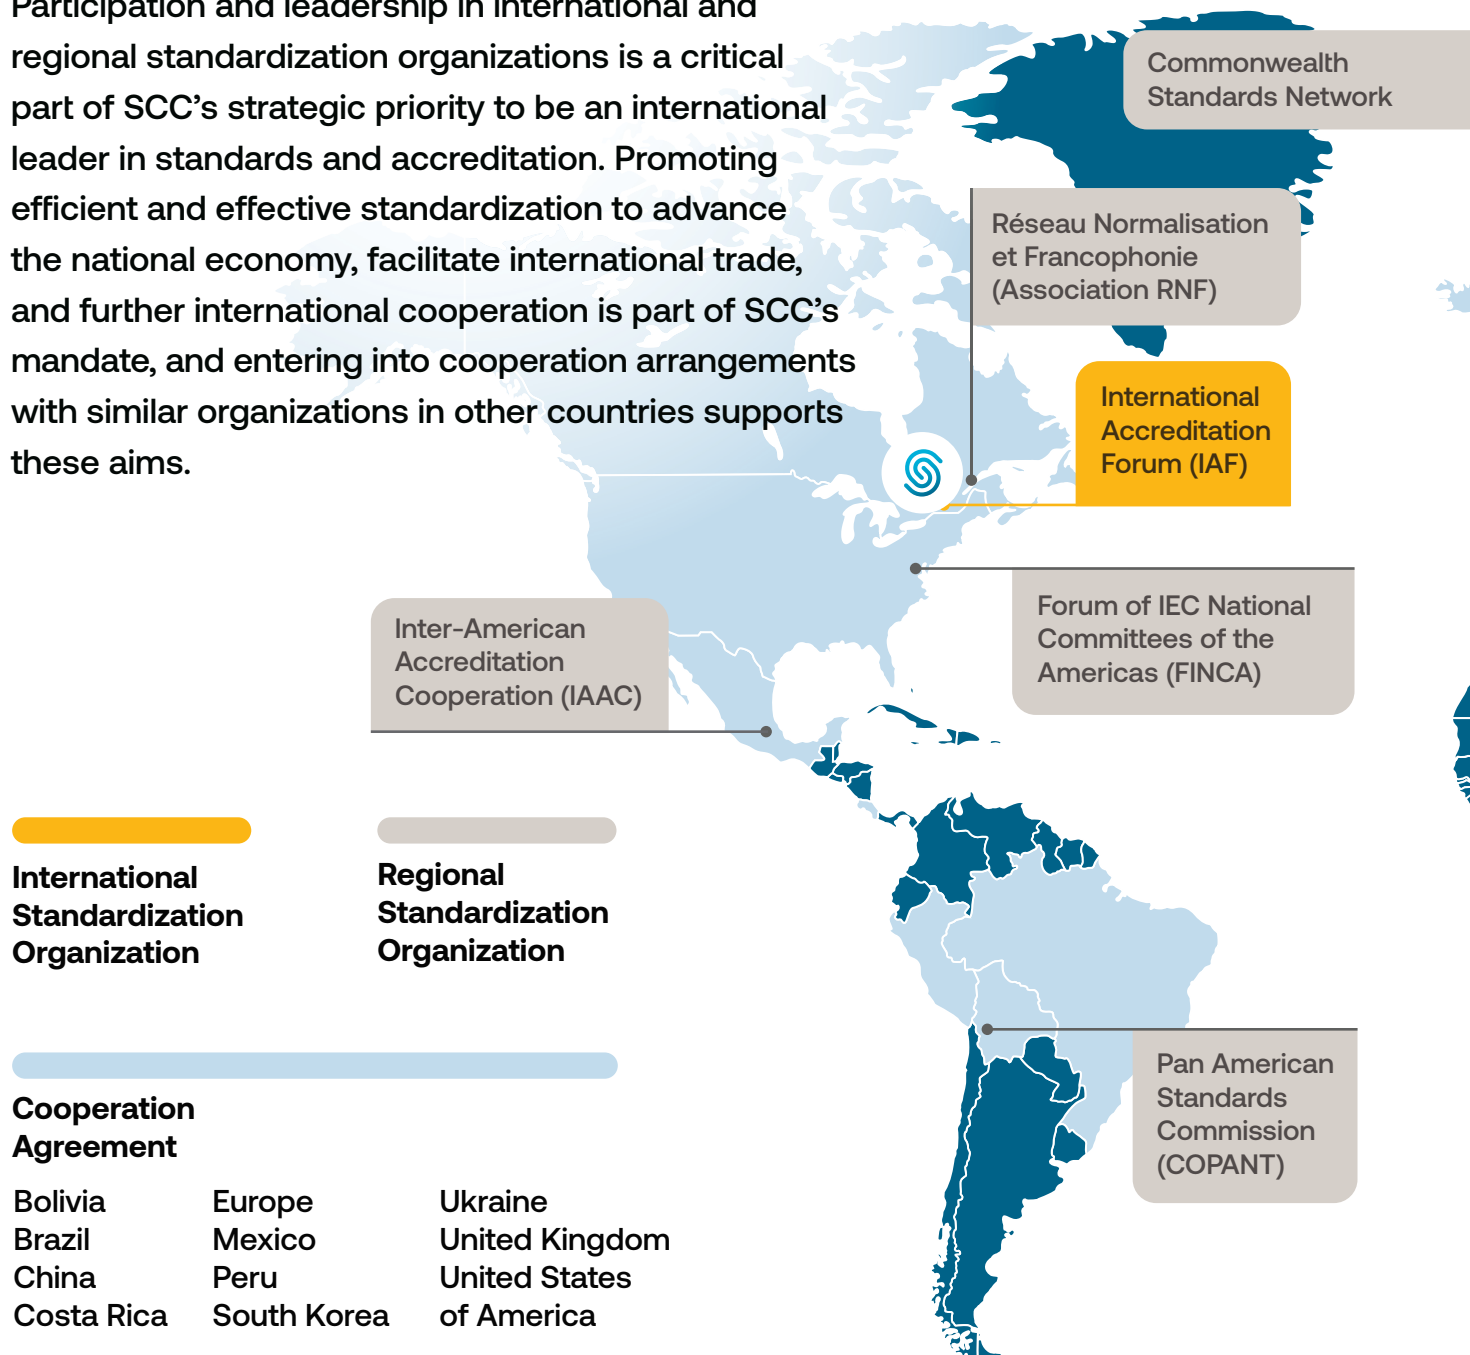 Participation and leadership in international and
regional standardization organizations is a critical
part of SCC’s strategic priority to be an international
leader in standards and accreditation. Promoting
efficient and effective standardization to advance
the national economy, facilitate international trade,
and further international cooperation is part of SCC’s
mandate, and entering into cooperation arrangements
with similar organizations in other countries supports
these aims.
Commonwealth
Standards Network
Réseau Normalisation
et Francophonie
(Association RNF)
International
Accreditation
Forum (IAF)
Forum of IEC National
Committees of the
Americas (FINCA)
Inter-American
Accreditation
Cooperation (IAAC)
Pan American
Standards
Commission
(COPANT)
International
Standardization
Organization
Regional
Standardization
Organization
Cooperation
Agreement
Bolivia
Brazil
China
Costa Rica
Europe
Mexico
Peru
South Korea
Ukraine
United Kingdom
United States
of America